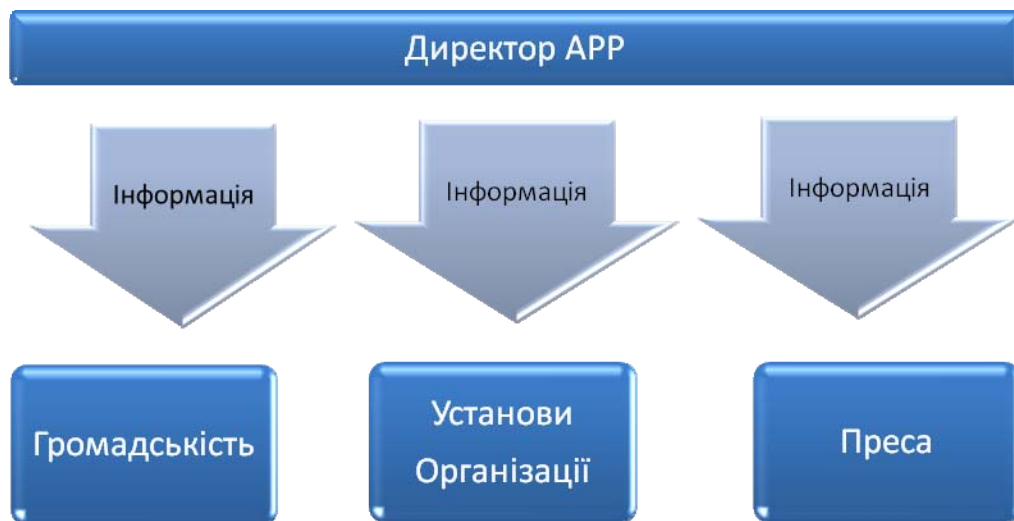 Директор АРР
Інформація
Інформація
Інформація
Громадськість
Установи
Організації
Преса